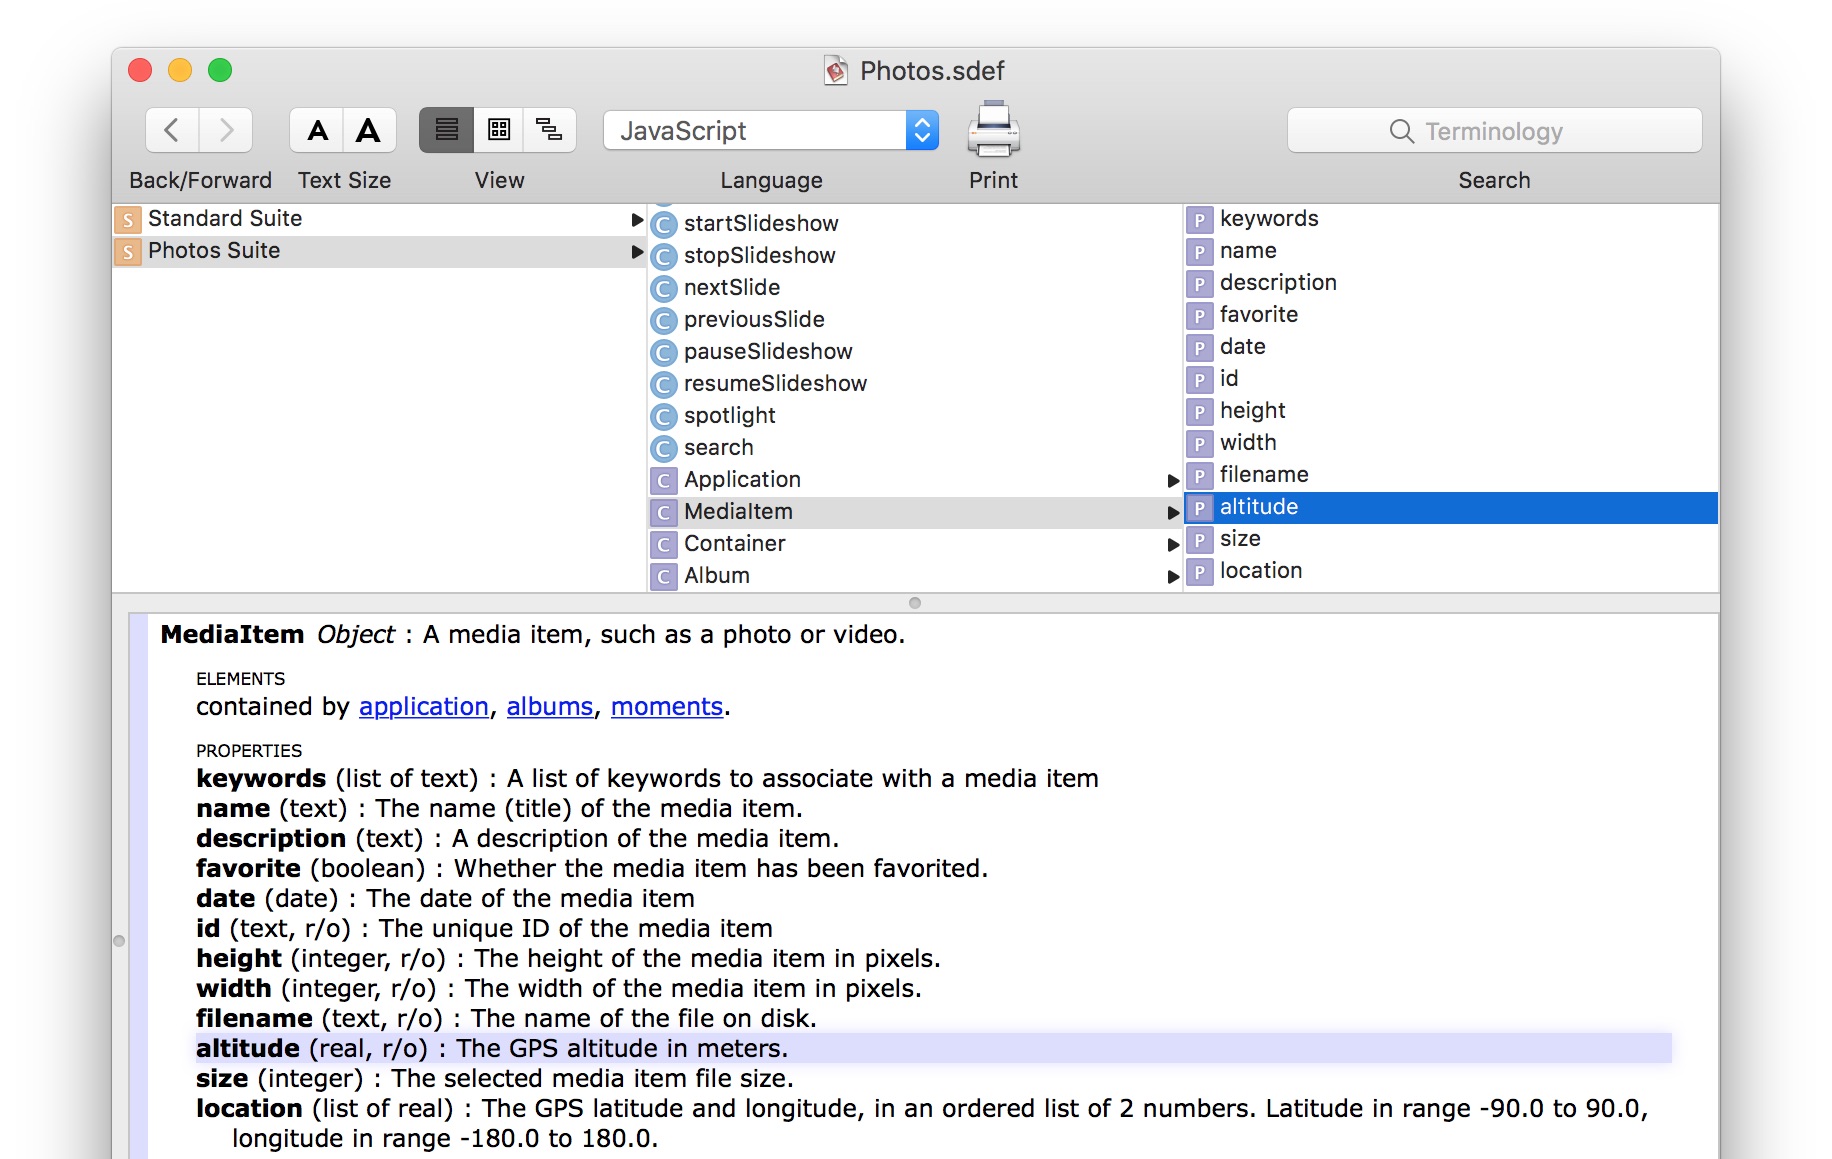 Photos.sdef
A A
JavaScript
Terminology
Back/Forward Text Size View Language Print Search
S Standard Suite
S Photos Suite
C startSlideshow
C stopSlideshow
C nextSlide
C previousSlide
C pauseSlideshow
C resumeSlideshow
C spotlight
C search
C Application
C MediaItem
C Container
C Album
P keywords
P name
P description
P favorite
P date
P id
P height
P width
P filename
P altitude
P size
P location
MediaItem Object : A media item, such as a photo or video.
ELEMENTS
contained by application, albums, moments.
PROPERTIES
keywords (list of text) : A list of keywords to associate with a media item
name (text) : The name (title) of the media item.
description (text) : A description of the media item.
favorite (boolean) : Whether the media item has been favorited.
date (date) : The date of the media item
id (text, r/o) : The unique ID of the media item
height (integer, r/o) : The height of the media item in pixels.
width (integer, r/o) : The width of the media item in pixels.
filename (text, r/o) : The name of the file on disk.
altitude (real, r/o) : The GPS altitude in meters.
size (integer) : The selected media item file size.
location (list of real) : The GPS latitude and longitude, in an ordered list of 2 numbers. Latitude in range -90.0 to 90.0,
longitude in range -180.0 to 180.0.